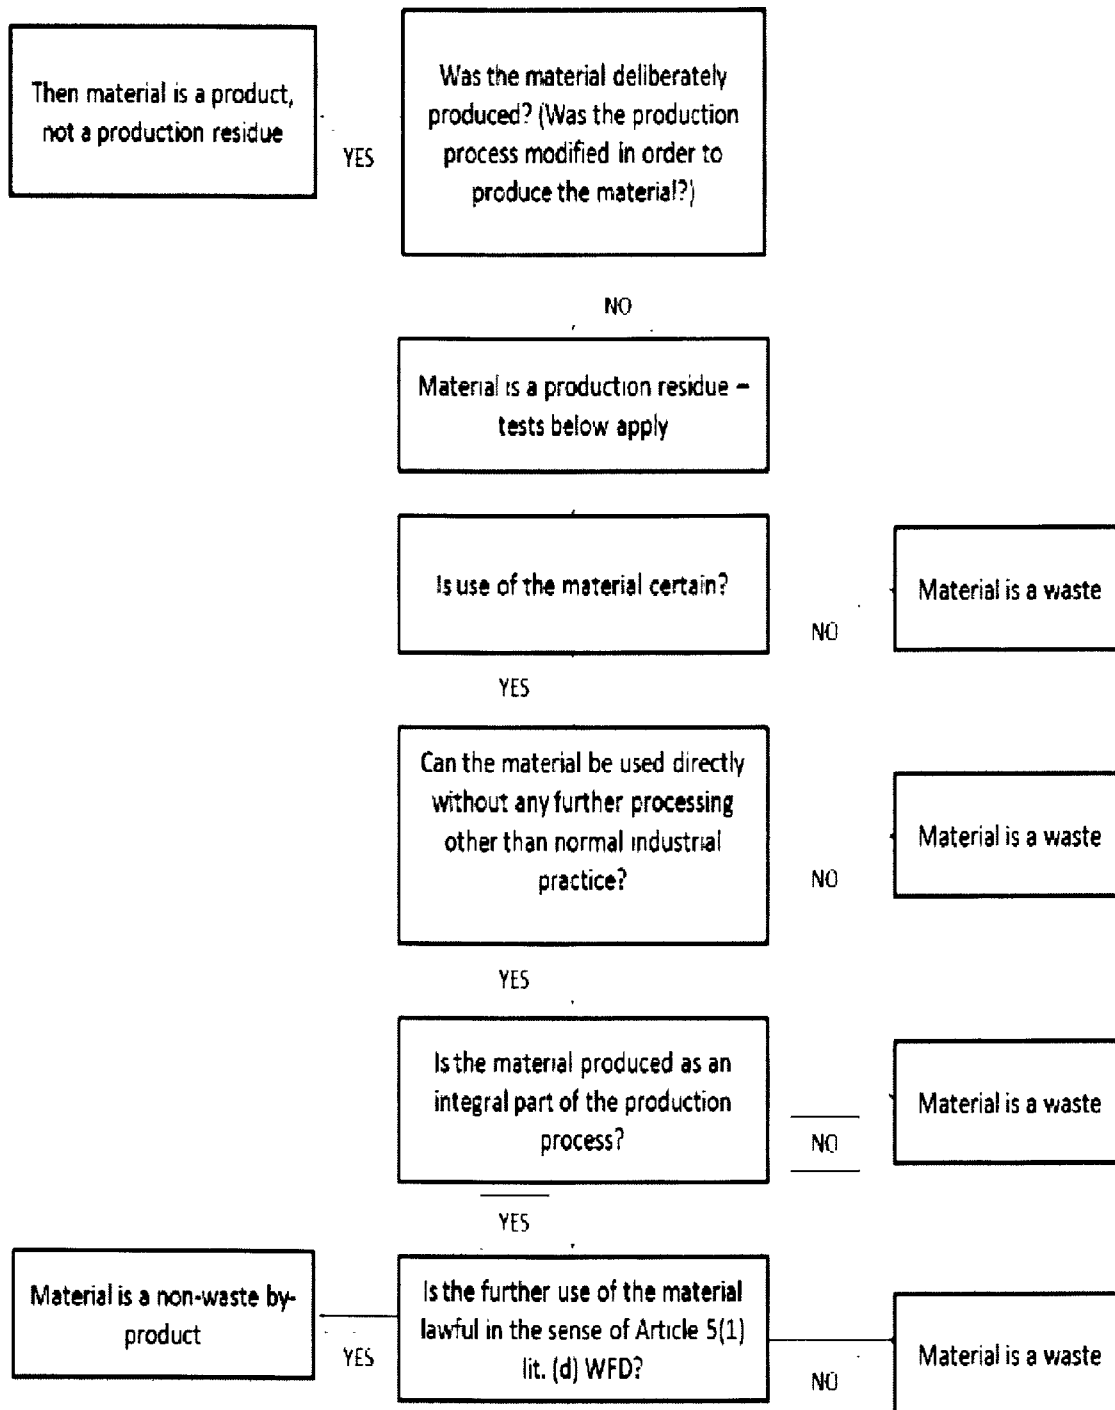 Then material is a product,
not a production residue
YES
Was the material deliberately
produced? (Was the production
process modified in order to
produce the material?)
NO
Material is a production residue –
tests below apply
Is use of the material certain?
NO
Material is a waste
YES
Can the material be used directly
without any further processing
other than normal industrial
practice?
NO
Material is a waste
YES
Is the material produced as an
integral part of the production
process?
NO
Material is a waste
YES
Material is a non-waste by-
product
YES
Is the further use of the material
lawful in the sense of Article 5(1)
lit. (d) WFD?
NO
Material is a waste